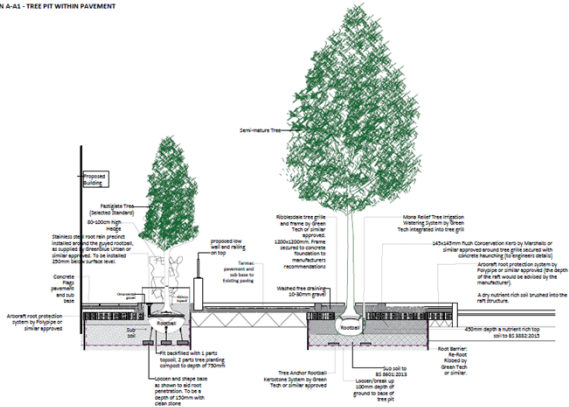 N A-A1 - TREE PIT WITHIN PAVEMENT
Semi-mature Tree
Proposed
Building
Fastigiate Tree
(Selected Standard)
80-100cm high
Hedge
Stainless steel root rain precinct
installed around the guyed rootball,
as supplied by Greenblue Urban or
similar approved. To be installed
250mm below surface level.
Concrete
Flags
pavement
and sub
base
Arboraft root protection
system by Polypipe or
similar approved
Sub
soil
Rootball
Pit backfilled with 1 parts
topsoil, 2 parts tree planting
compost to depth of 750mm
Loosen and shape base
as shown to aid root
penetration. To be a
depth of 150mm with
clean stone
proposed low
wall and railing
on top
Tarmac
pavement and
sub base to
Existing paving
Ribblesdale tree grille
and frame by Green
Tech or similar
approved.
1200x1200mm. Frame
secured to concrete
foundation to
manufacturers
recommendations
Washed free draining
10-30mm gravel
Mona Relief Tree Irrigation
Watering System by Green
Tech integrated into tree grill
145x145mm flush Conservation Kerb by Marshalls or
similar approved around tree grille secured with
concrete haunching (to engineers details)
Arboraft root protection system by
Polypipe or similar approved (the depth
of the raft would be advised by the
manufacturer).
A dry nutrient rich soil brushed into the
raft structure.
Rootball
450mm depth a nutrient rich top
soil to BS 3882:2015
Root Barrier:
Re-Root
Ribbed by
Green Tech
or similar.
Sub soil to
BS 8601:2013
Tree Anchor Rootball
Kerbstone System by Green
Tech or similar approved
Loosen/break up
100mm depth of
ground to base of
tree pit